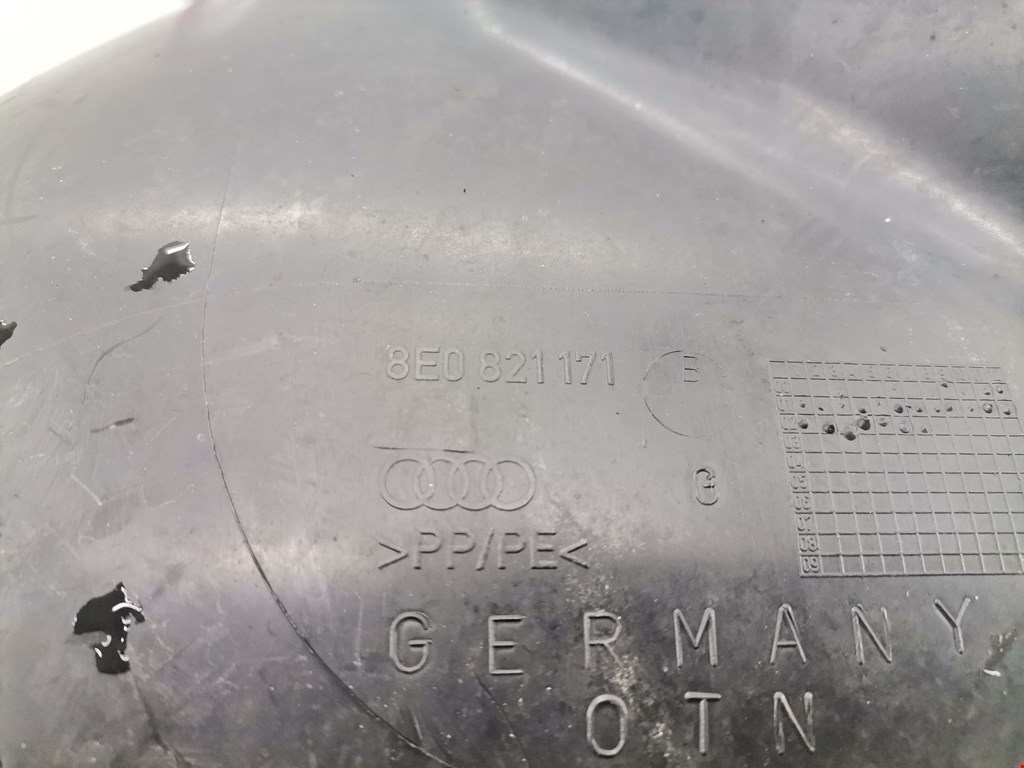 8E0 821 171 B
G
>PP/PE<
GERMANY
OTN